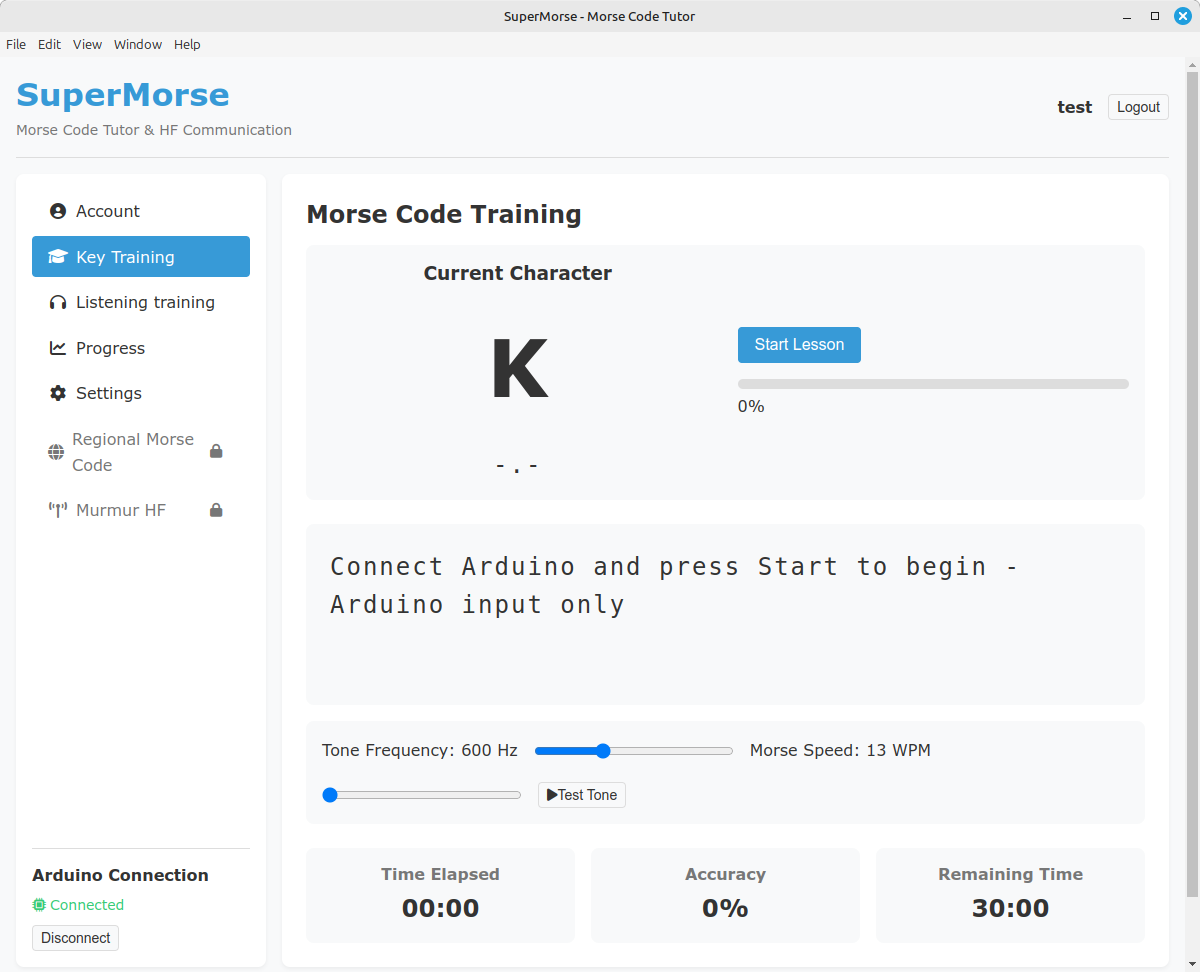 SuperMorse - Morse Code Tutor
File Edit View Window Help
SuperMorse
Morse Code Tutor & HF Communication
test
Logout
Account
Key Training
Listening training
Progress
Settings
Regional Morse
Code
Murmur HF
Arduino Connection
Connected
Disconnect
Morse Code Training
Current Character
K
-.-
Start Lesson
0%
Connect Arduino and press Start to begin -
Arduino input only
Tone Frequency: 600 Hz
Morse Speed: 13 WPM
Test Tone
Time Elapsed
00:00
Accuracy
0%
Remaining Time
30:00